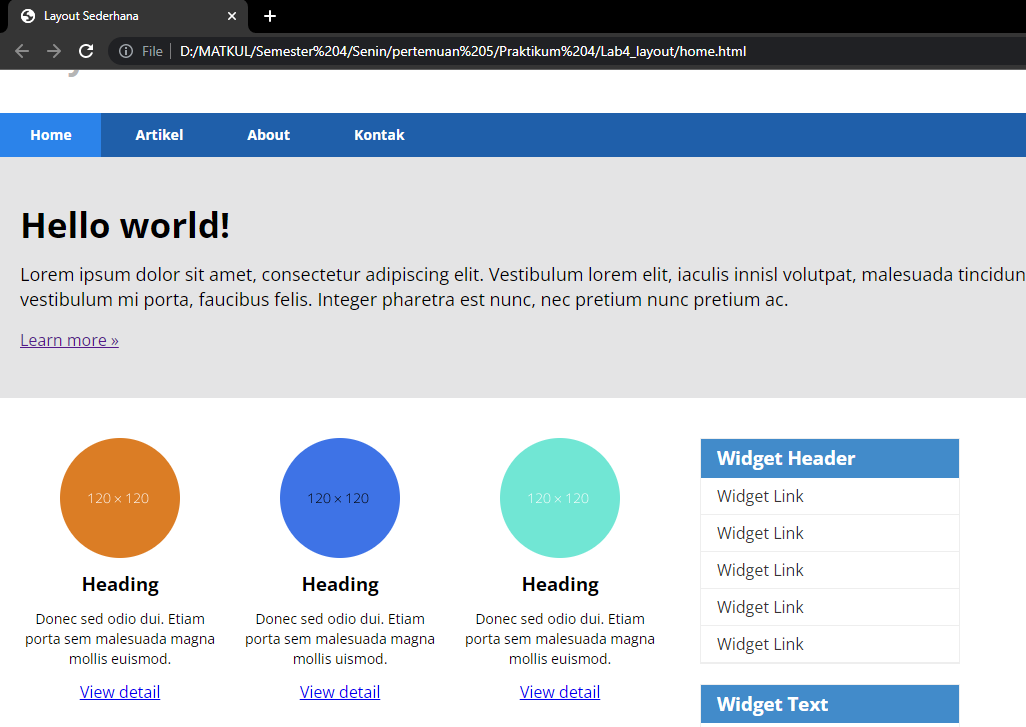 Layout Sederhana
File
D:/MATKUL/Semester%204/Senin/pertemuan%205/Praktikum%204/Lab4_layout/home.html
Home Artikel About Kontak
Hello world!
Lorem ipsum dolor sit amet, consectetur adipiscing elit. Vestibulum lorem elit, iaculis innisl volutpat, malesuada tincidun
vestibulum mi porta, faucibus felis. Integer pharetra est nunc, nec pretium nunc pretium ac.
Learn more »
120 × 120
Heading
Donec sed odio dui. Etiam
porta sem malesuada magna
mollis euismod.
View detail
120 × 120
Heading
Donec sed odio dui. Etiam
porta sem malesuada magna
mollis uismod.
View detail
120 × 120
Heading
Donec sed odio dui. Etiam
porta sem malesuada magna
mollis euismod.
View detail
Widget Header
Widget Link
Widget Link
Widget Link
Widget Link
Widget Link
Widget Text